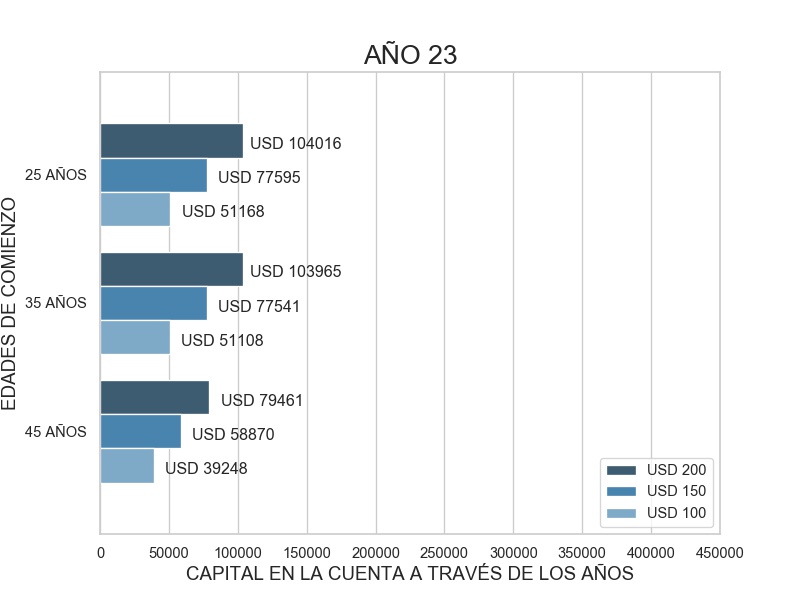 AÑO 23
EDADES DE COMIENZO
25 AÑOS
USD 104016
USD 77595
USD 51168
35 AÑOS
USD 103965
USD 77541
USD 51108
45 AÑOS
USD 79461
USD 58870
USD 39248
USD 200
USD 150
USD 100
0 50000 100000 150000 200000 250000 300000 350000 400000 450000
CAPITAL EN LA CUENTA A TRAVÉS DE LOS AÑOS